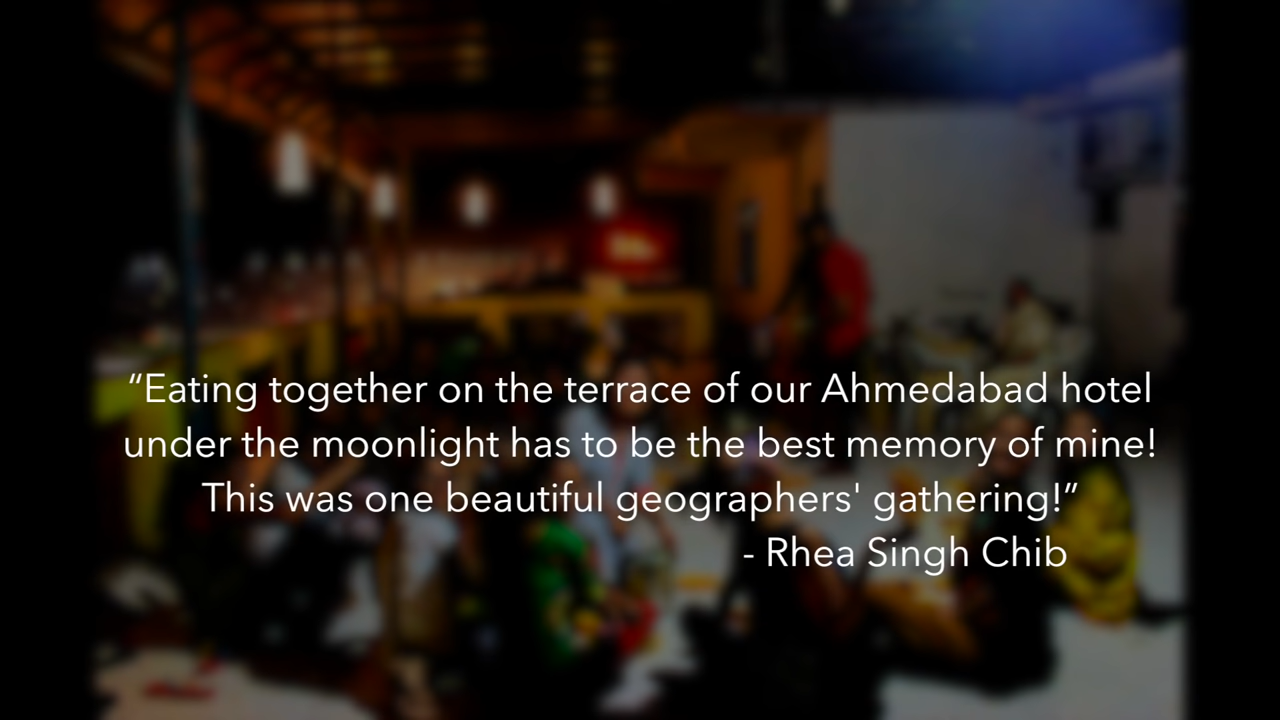 “Eating together on the terrace of our Ahmedabad hotel
under the moonlight has to be the best memory of mine!
This was one beautiful geographers' gathering!”
- Rhea Singh Chib